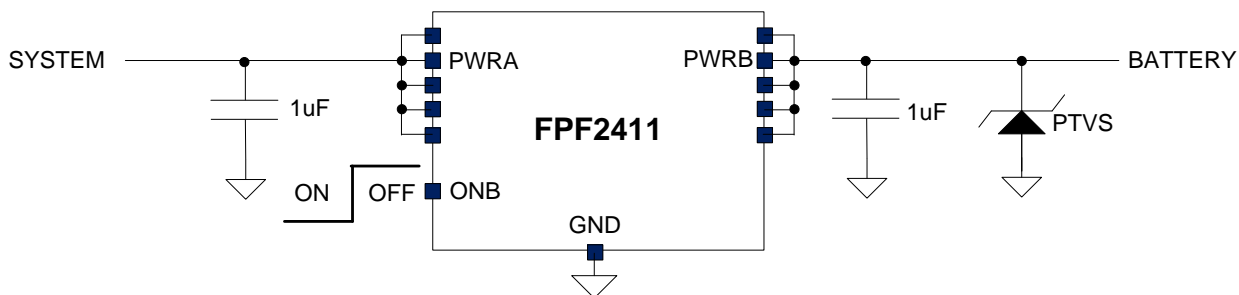 SYSTEM
PWRA
PWRB
BATTERY
1uF
FPF2411
1uF
PTVS
ON
OFF
ONB
GND